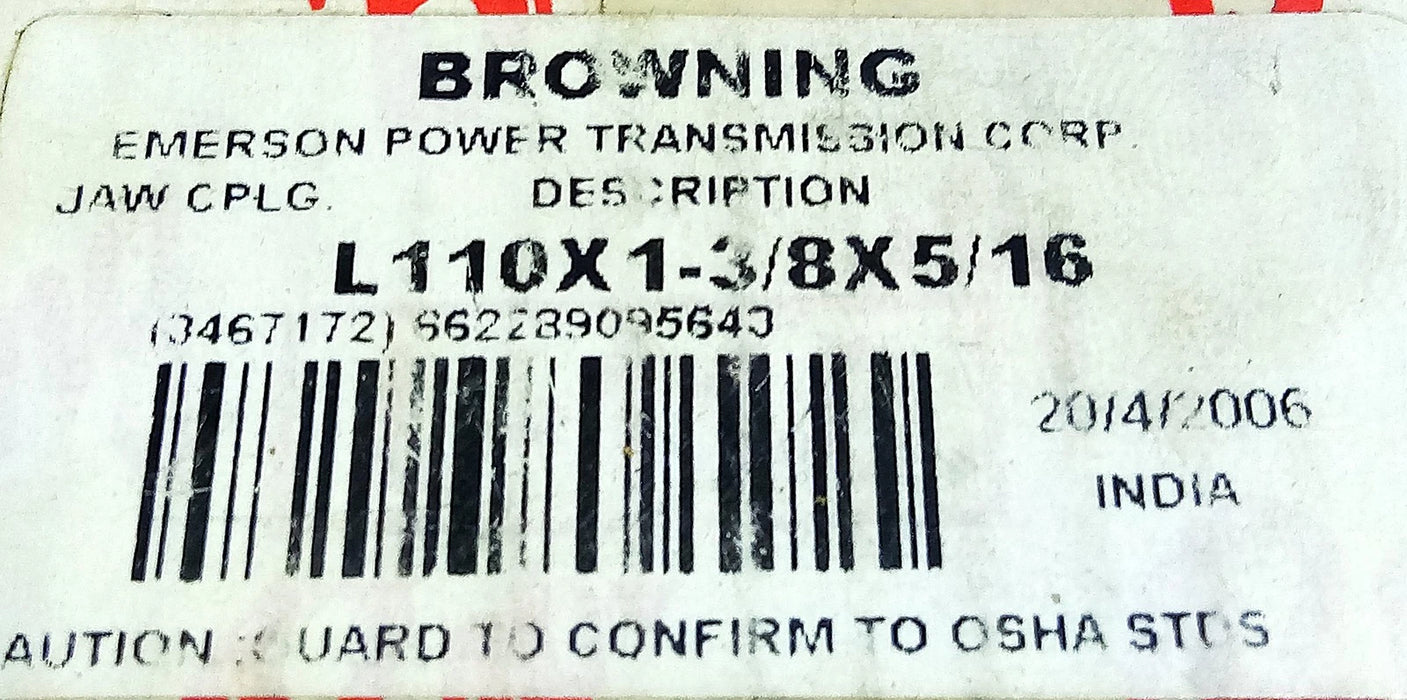 BROWNING
EMERSON POWER TRANSMISSION CORP.
JAW CPLG. DESCRIPTION
L110X1-3/8X5/16
(3467172) 662289095643
20/4/2006
INDIA
AUTION : GUARD TO CONFIRM TO OSHA STDS